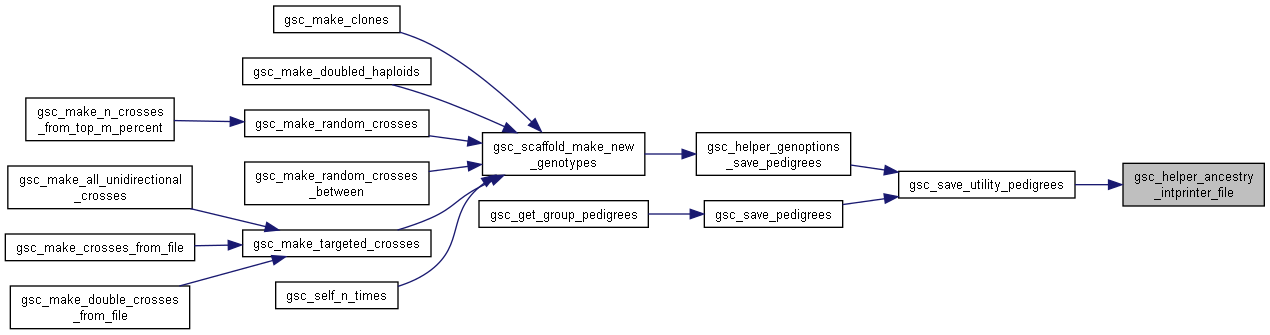 gsc_make_clones
gsc_make_doubled_haploids
gsc_make_n_crosses
_from_top_m_percent
gsc_make_random_crosses
gsc_make_random_crosses
_between
gsc_make_all_unidirectional
_crosses
gsc_make_crosses_from_file
gsc_make_double_crosses
_from_file
gsc_make_targeted_crosses
gsc_self_n_times
gsc_scaffold_make_new
_genotypes
gsc_get_group_pedigrees
gsc_helper_genoptions
_save_pedigrees
gsc_save_pedigrees
gsc_save_utility_pedigrees
gsc_helper_ancestry
_intprinter_file